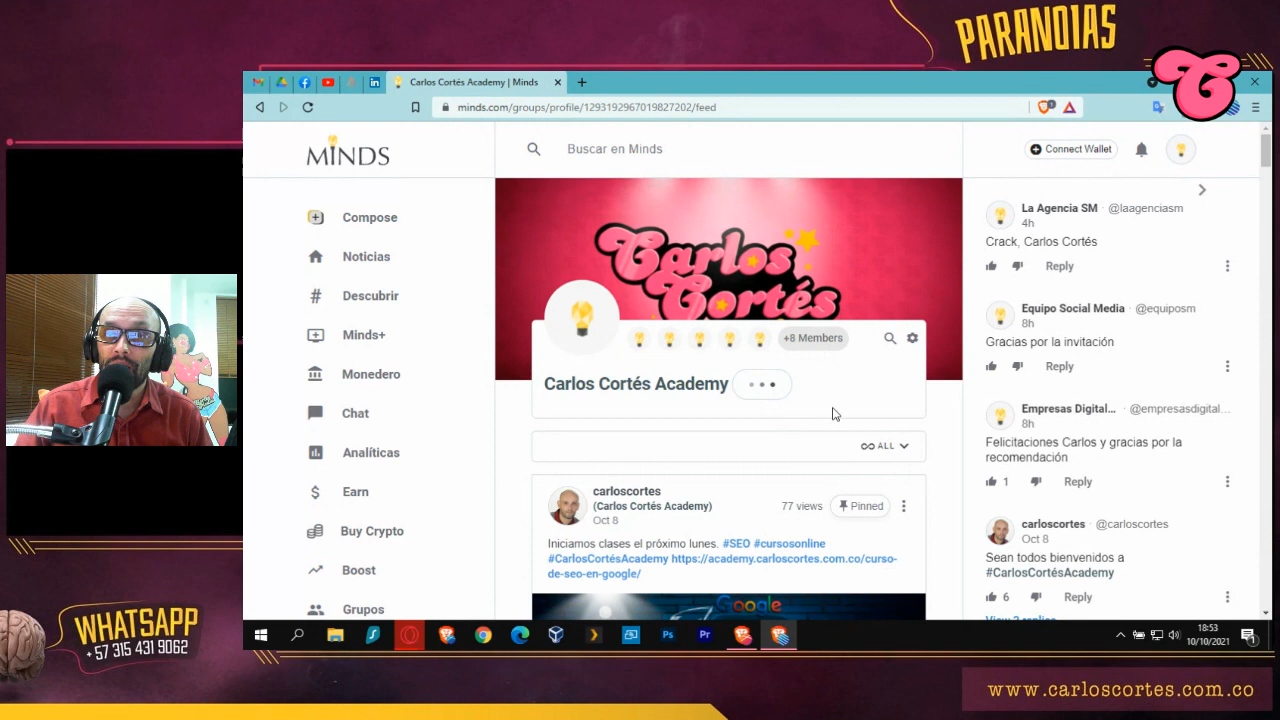 PARANOIAS
Carlos Cortés Academy | Minds
minds.com/groups/profile/1293192967019827202/feed
MINDS
Buscar en Minds
Connect Wallet
Compose
Noticias
Descubrir
Minds+
Monedero
Chat
Analíticas
Earn
Buy Crypto
Boost
Grupos
Carlos
Cortés
+8 Members
Carlos Cortés Academy
ALL
carloscortes
(Carlos Cortés Academy)
Oct 8
77 views
Pinned
Iniciamos clases el próximo lunes. #SEO #cursosonline
#CarlosCortésAcademy https://academy.carloscortes.com.co/curso-
de-seo-en-google/
Google
La Agencia SM · @laagenciasm
4h
Crack, Carlos Cortés
Reply
Equipo Social Media · @equiposm
8h
Gracias por la invitación
Reply
Empresas Digital... · @empresasdigital...
8h
Felicitaciones Carlos y gracias por la
recomendación
1 Reply
carloscortes · @carloscortes
Oct 8
Sean todos bienvenidos a
#CarlosCortésAcademy
6 Reply
Ps
Pr
18:53
10/10/2021
WHATSAPP
+ 57 315 431 9062
www.carloscortes.com.co